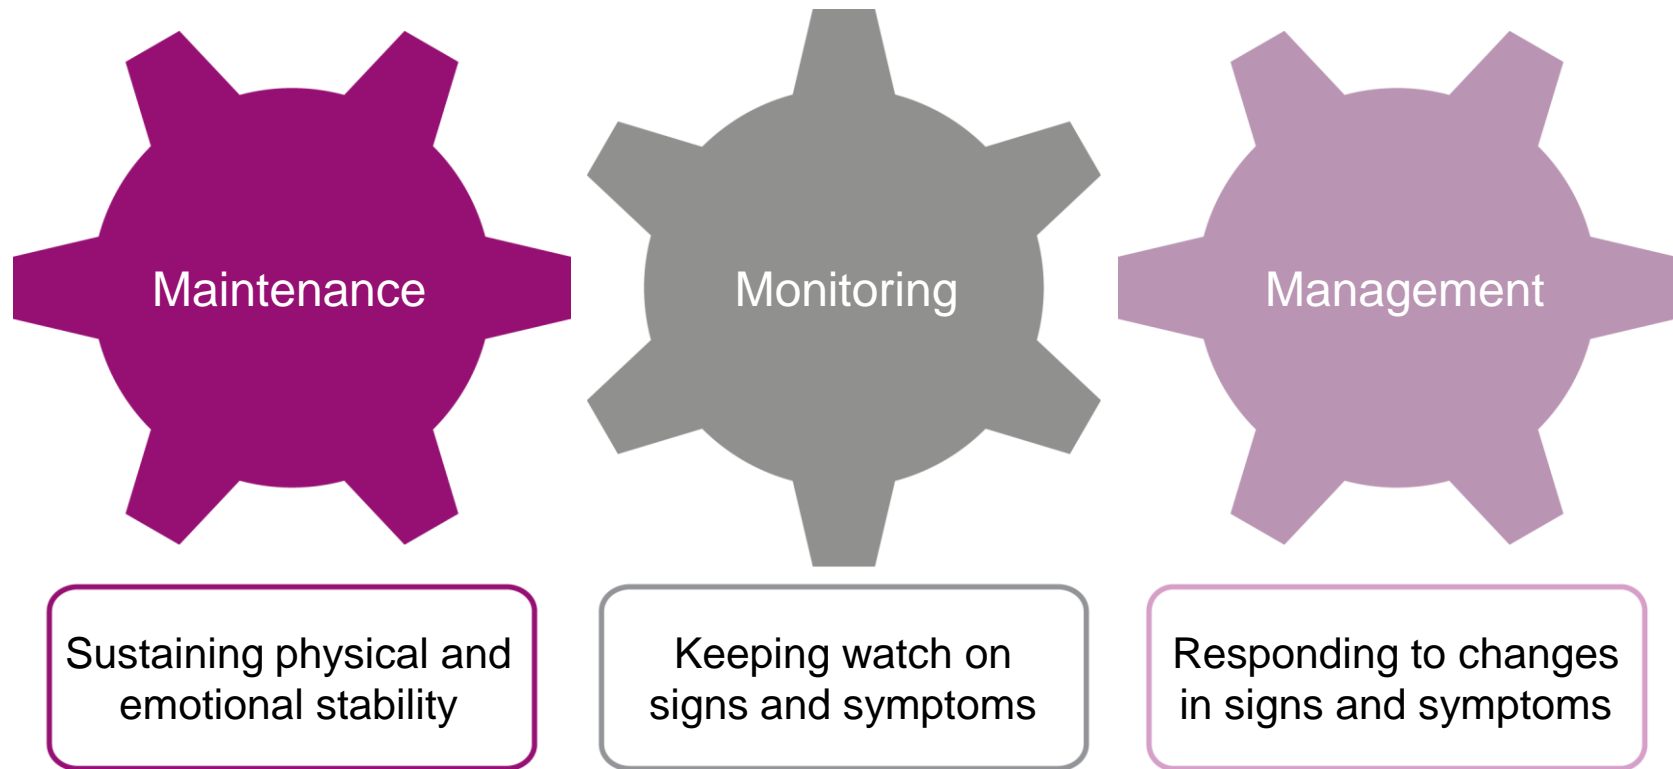 Maintenance
Monitoring
Management
Sustaining physical and
emotional stability
Keeping watch on
signs and symptoms
Responding to changes
in signs and symptoms